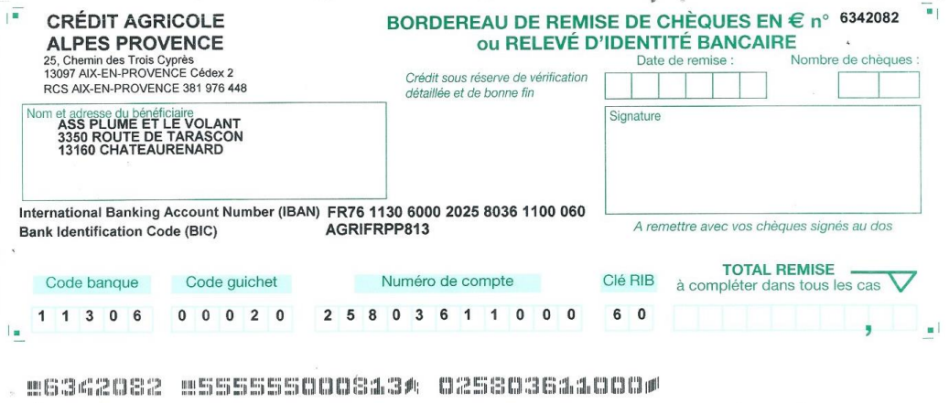 CRÉDIT AGRICOLE
ALPES PROVENCE
25, Chemin des Trois Cyprès
13097 AIX-EN-PROVENCE Cédex 2
RCS AIX-EN-PROVENCE 381 976 448
BORDEREAU DE REMISE DE CHÈQUES EN € n° 6342082
ou RELEVÉ D'IDENTITÉ BANCAIRE
Crédit sous réserve de vérification
détaillée et de bonne fin
Date de remise :
Nombre de chèques :
Nom et adresse du bénéficiaire
ASS PLUME ET LE VOLANT
3350 ROUTE DE TARASCON
13160 CHATEAURENARD
Signature
International Banking Account Number (IBAN) FR76 1130 6000 2025 8036 1100 060
Bank Identification Code (BIC) AGRIFRPP813
A remettre avec vos chèques signés au dos
Code banque Code guichet Numéro de compte Clé RIB
TOTAL REMISE
à compléter dans tous les cas
1 1 3 0 6 0 0 0 2 0 2 5 8 0 3 6 1 1 0 0 0 6 0 ,
6342082 555555000813 025803611000